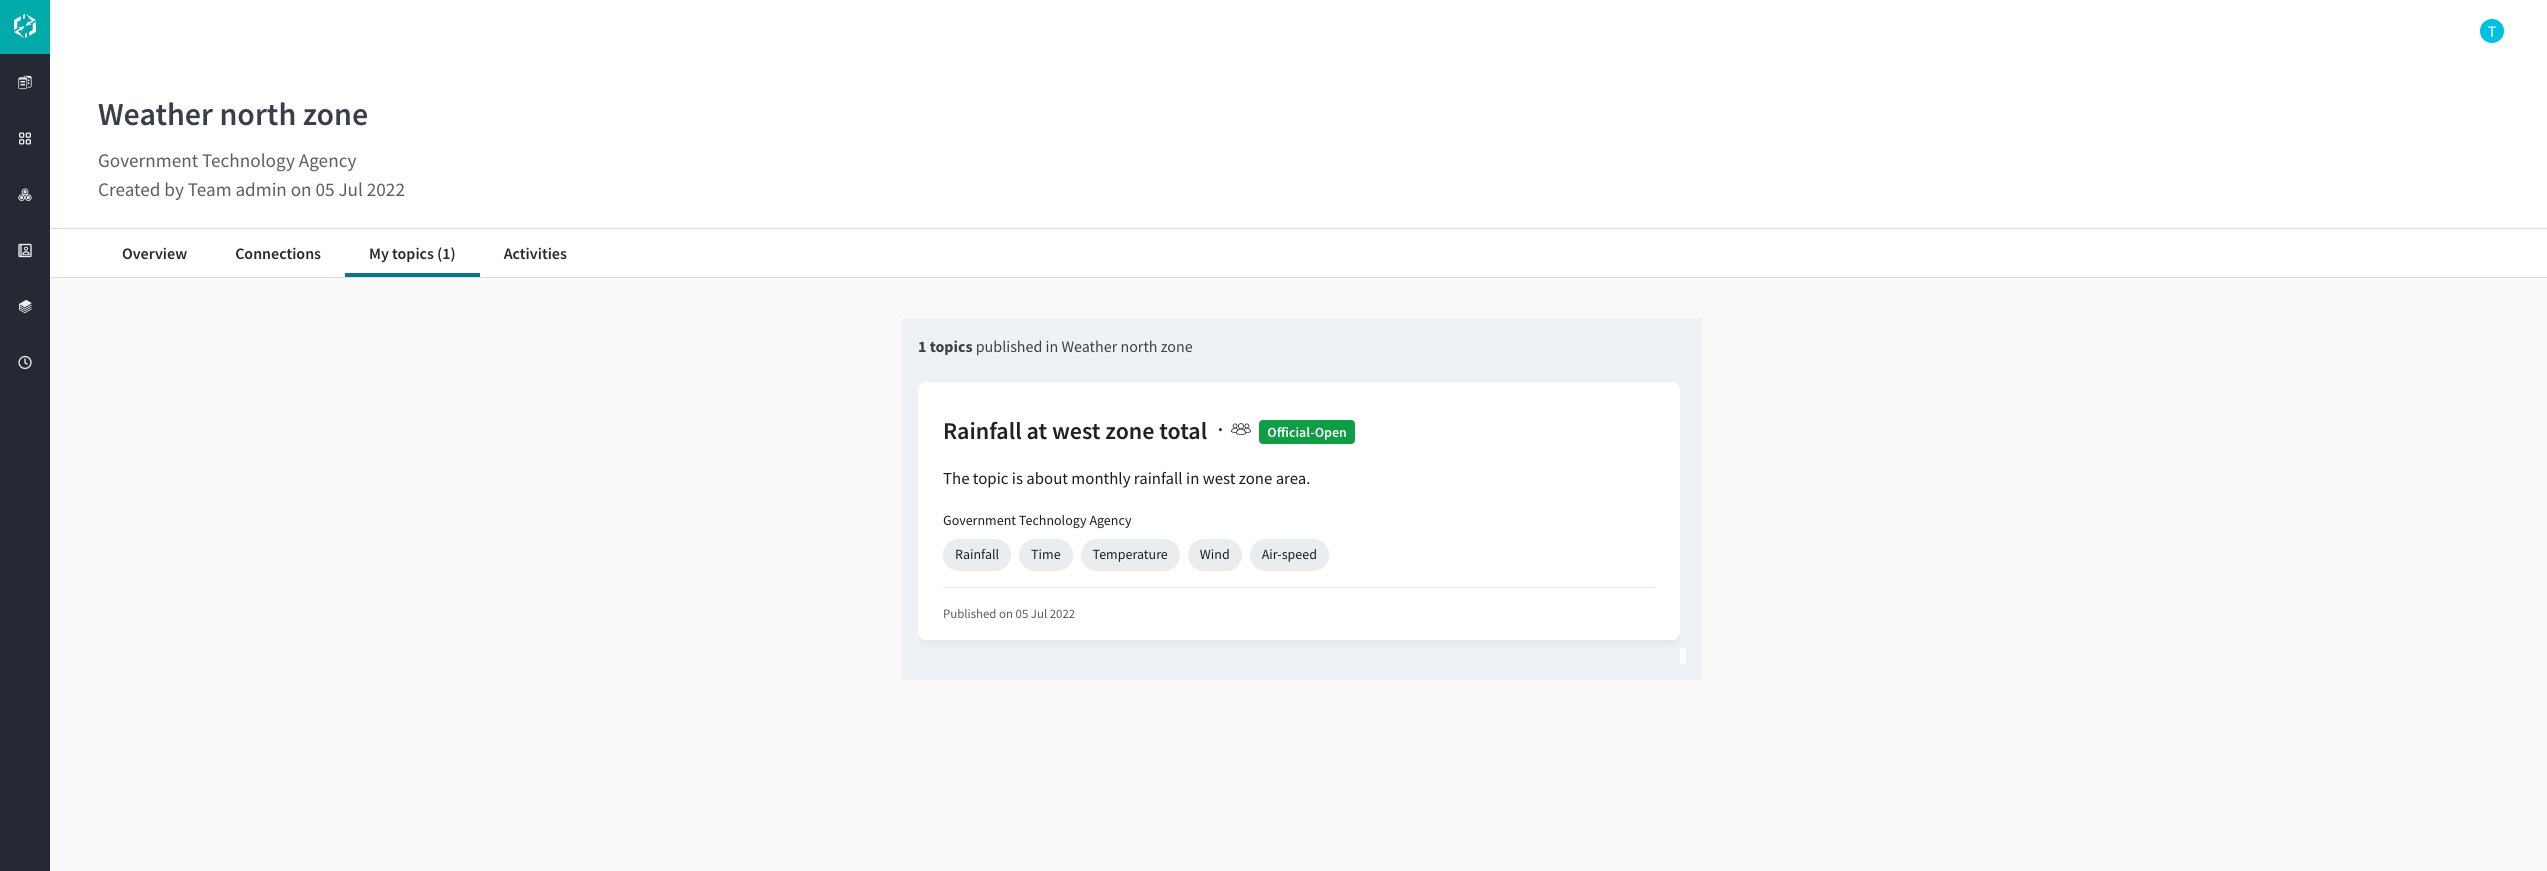 T
Weather north zone
Government Technology Agency
Created by Team admin on 05 Jul 2022
Overview Connections My topics (1) Activities
1 topics published in Weather north zone
Rainfall at west zone total · Official-Open
The topic is about monthly rainfall in west zone area.
Government Technology Agency
Rainfall Time Temperature Wind Air-speed
Published on 05 Jul 2022